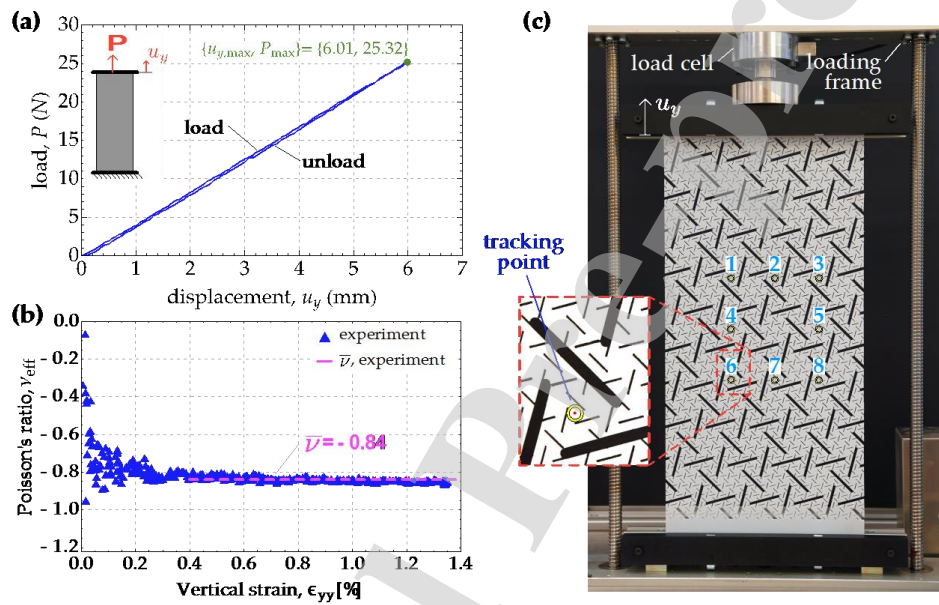 (a)
30
25
20
15
10
5
0
load, P (N)
P
u_y
{u_y,max, P_max}= {6.01, 25.32}
load
unload
0 1 2 3 4 5 6 7
displacement, u_y (mm)
(b)
0.0
- 0.2
- 0.4
- 0.6
- 0.8
- 1.0
- 1.2
Poisson's ratio, ν_eff
experiment
ν̅, experiment
ν̅ = - 0.84
0.0 0.2 0.4 0.6 0.8 1.0 1.2 1.4
Vertical strain, ϵ_yy [%]
(c)
load cell
loading
frame
u_y
tracking
point
1 2 3
4 5
6 7 8